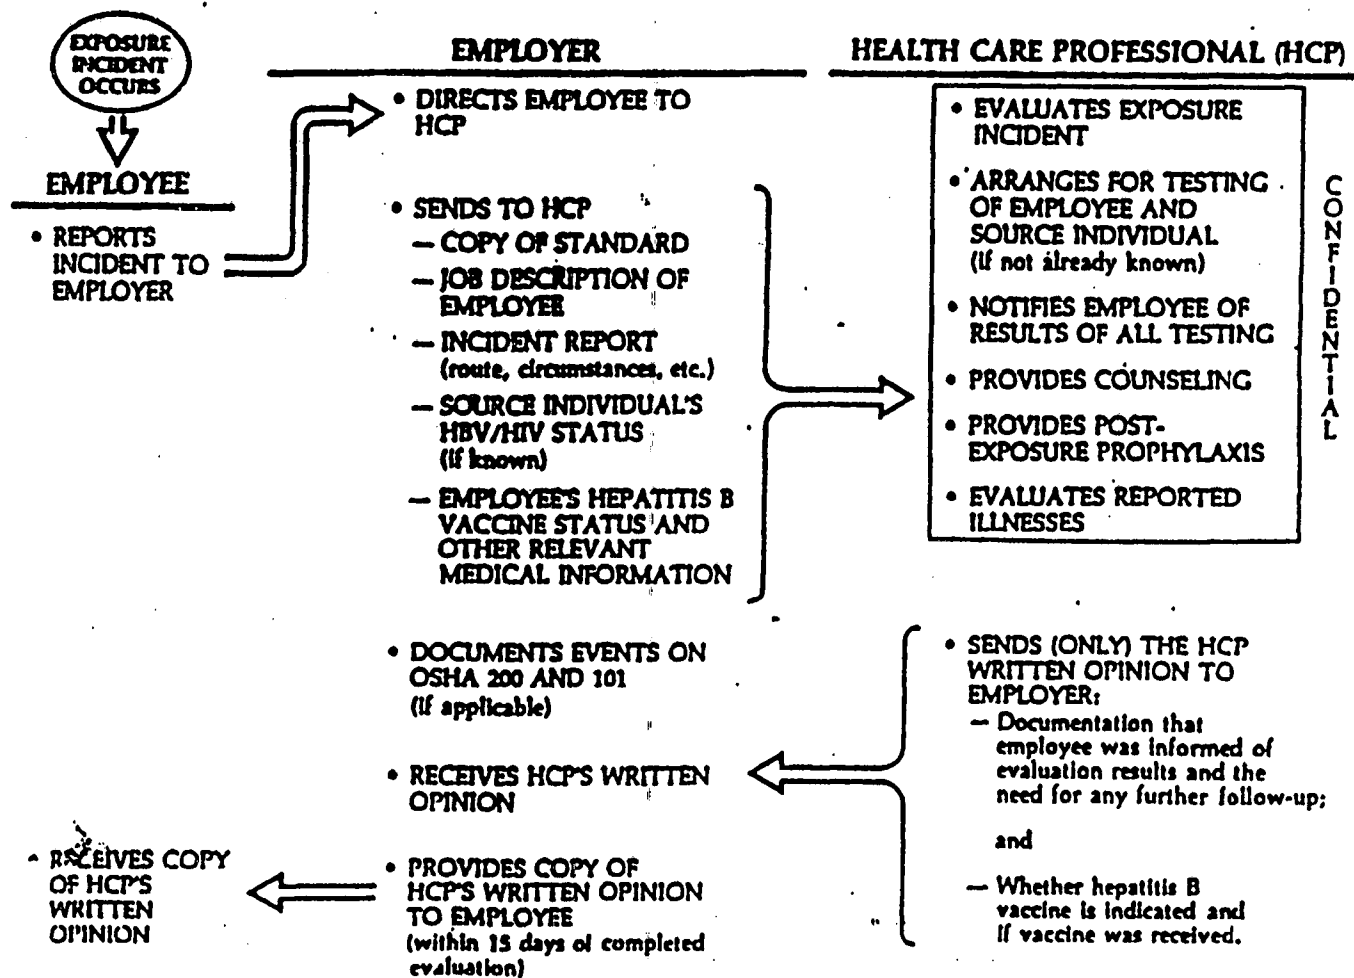 EXPOSURE
INCIDENT
OCCURS
EMPLOYEE
• REPORTS
INCIDENT TO
EMPLOYER
EMPLOYER
• DIRECTS EMPLOYEE TO
HCP
• SENDS TO HCP
— COPY OF STANDARD
— JOB DESCRIPTION OF
EMPLOYEE
— INCIDENT REPORT
(route, circumstances, etc.)
— SOURCE INDIVIDUAL'S
HBV/HIV STATUS
(if known)
— EMPLOYEE'S HEPATITIS B
VACCINE STATUS AND
OTHER RELEVANT
MEDICAL INFORMATION
HEALTH CARE PROFESSIONAL (HCP)
• EVALUATES EXPOSURE
INCIDENT
• ARRANGES FOR TESTING
OF EMPLOYEE AND
SOURCE INDIVIDUAL
(if not already known)
• NOTIFIES EMPLOYEE OF
RESULTS OF ALL TESTING
• PROVIDES COUNSELING
• PROVIDES POST-
EXPOSURE PROPHYLAXIS
• EVALUATES REPORTED
ILLNESSES
CONFIDENTIAL
• DOCUMENTS EVENTS ON
OSHA 200 AND 101
(if applicable)
• RECEIVES HCP'S WRITTEN
OPINION
• PROVIDES COPY OF
HCP'S WRITTEN OPINION
TO EMPLOYEE
(within 15 days of completed
evaluation)
• SENDS (ONLY) THE HCP
WRITTEN OPINION TO
EMPLOYER:
— Documentation that
employee was informed of
evaluation results and the
need for any further follow-up;
and
— Whether hepatitis B
vaccine is indicated and
if vaccine was received.
• RECEIVES COPY
OF HCP'S
WRITTEN
OPINION